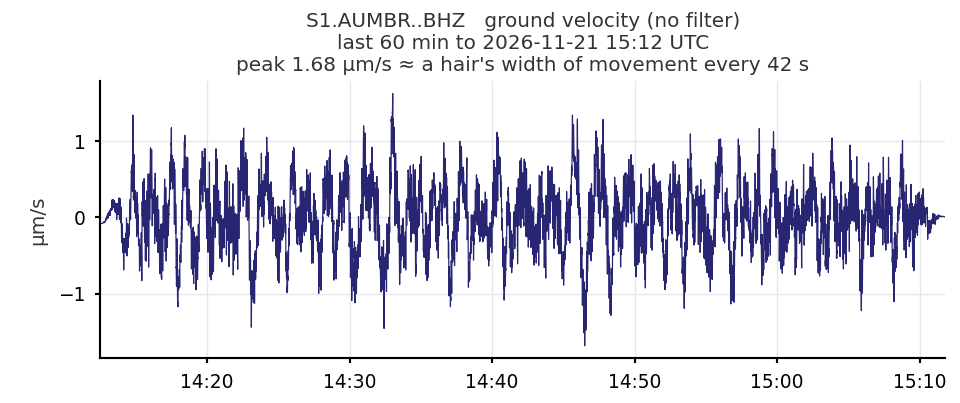 S1.AUMBR..BHZ   ground velocity (no filter)
last 60 min to 2026-11-21 15:12 UTC
peak 1.68 µm/s ≈ a hair's width of movement every 42 s
µm/s
1
0
−1
14:20
14:30
14:40
14:50
15:00
15:10